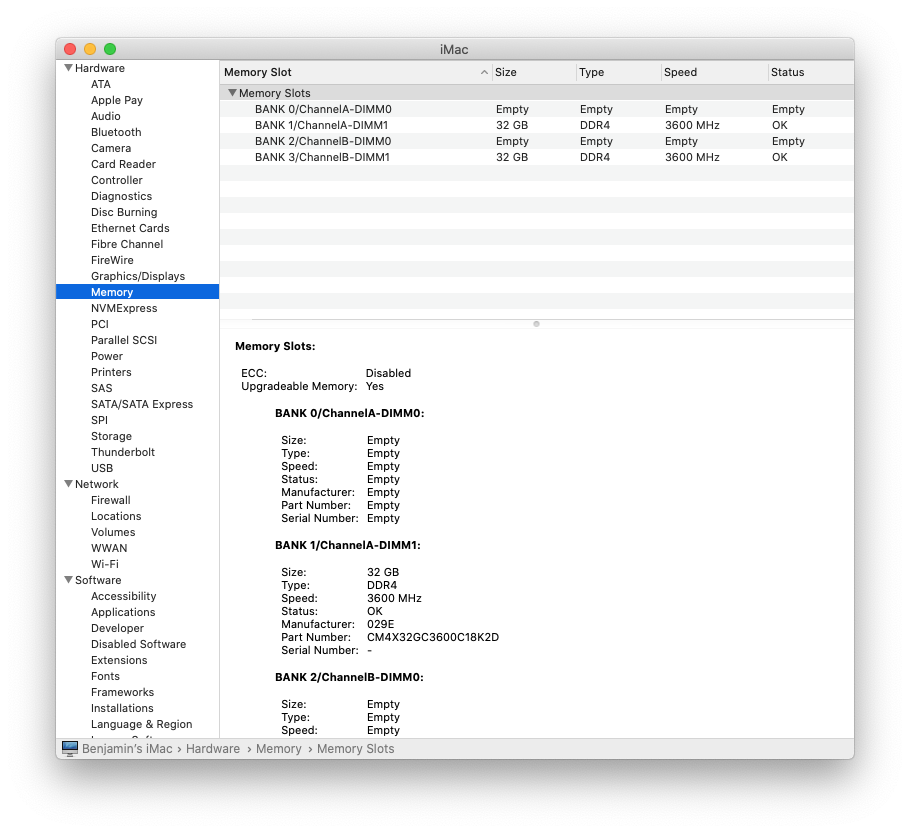 iMac
Hardware
ATA
Apple Pay
Audio
Bluetooth
Camera
Card Reader
Controller
Diagnostics
Disc Burning
Ethernet Cards
Fibre Channel
FireWire
Graphics/Displays
Memory
NVMExpress
PCI
Parallel SCSI
Power
Printers
SAS
SATA/SATA Express
SPI
Storage
Thunderbolt
USB
Network
Firewall
Locations
Volumes
WWAN
Wi-Fi
Software
Accessibility
Applications
Developer
Disabled Software
Extensions
Fonts
Frameworks
Installations
Language & Region
Memory Slot Size Type Speed Status
Memory Slots
BANK 0/ChannelA-DIMM0 Empty Empty Empty Empty
BANK 1/ChannelA-DIMM1 32 GB DDR4 3600 MHz OK
BANK 2/ChannelB-DIMM0 Empty Empty Empty Empty
BANK 3/ChannelB-DIMM1 32 GB DDR4 3600 MHz OK
Memory Slots:
ECC: Disabled
Upgradeable Memory: Yes
BANK 0/ChannelA-DIMM0:
Size: Empty
Type: Empty
Speed: Empty
Status: Empty
Manufacturer: Empty
Part Number: Empty
Serial Number: Empty
BANK 1/ChannelA-DIMM1:
Size: 32 GB
Type: DDR4
Speed: 3600 MHz
Status: OK
Manufacturer: 029E
Part Number: CM4X32GC3600C18K2D
Serial Number: -
BANK 2/ChannelB-DIMM0:
Size: Empty
Type: Empty
Speed: Empty
Benjamin's iMac › Hardware › Memory › Memory Slots